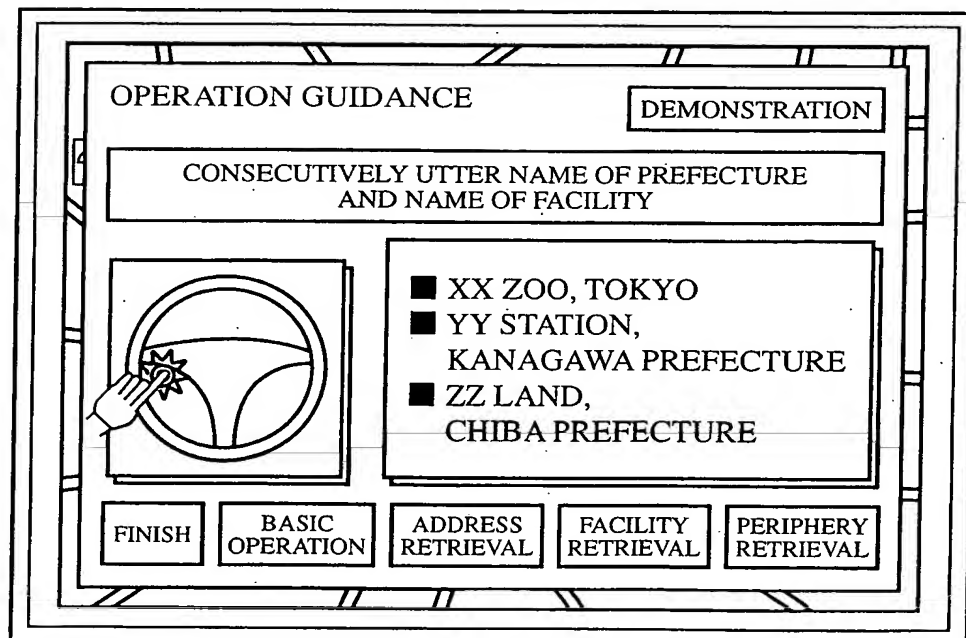 OPERATION GUIDANCE
DEMONSTRATION
CONSECUTIVELY UTTER NAME OF PREFECTURE
AND NAME OF FACILITY
■ XX ZOO, TOKYO
■ YY STATION,
KANAGAWA PREFECTURE
■ ZZ LAND,
CHIBA PREFECTURE
FINISH
BASIC
OPERATION
ADDRESS
RETRIEVAL
FACILITY
RETRIEVAL
PERIPHERY
RETRIEVAL